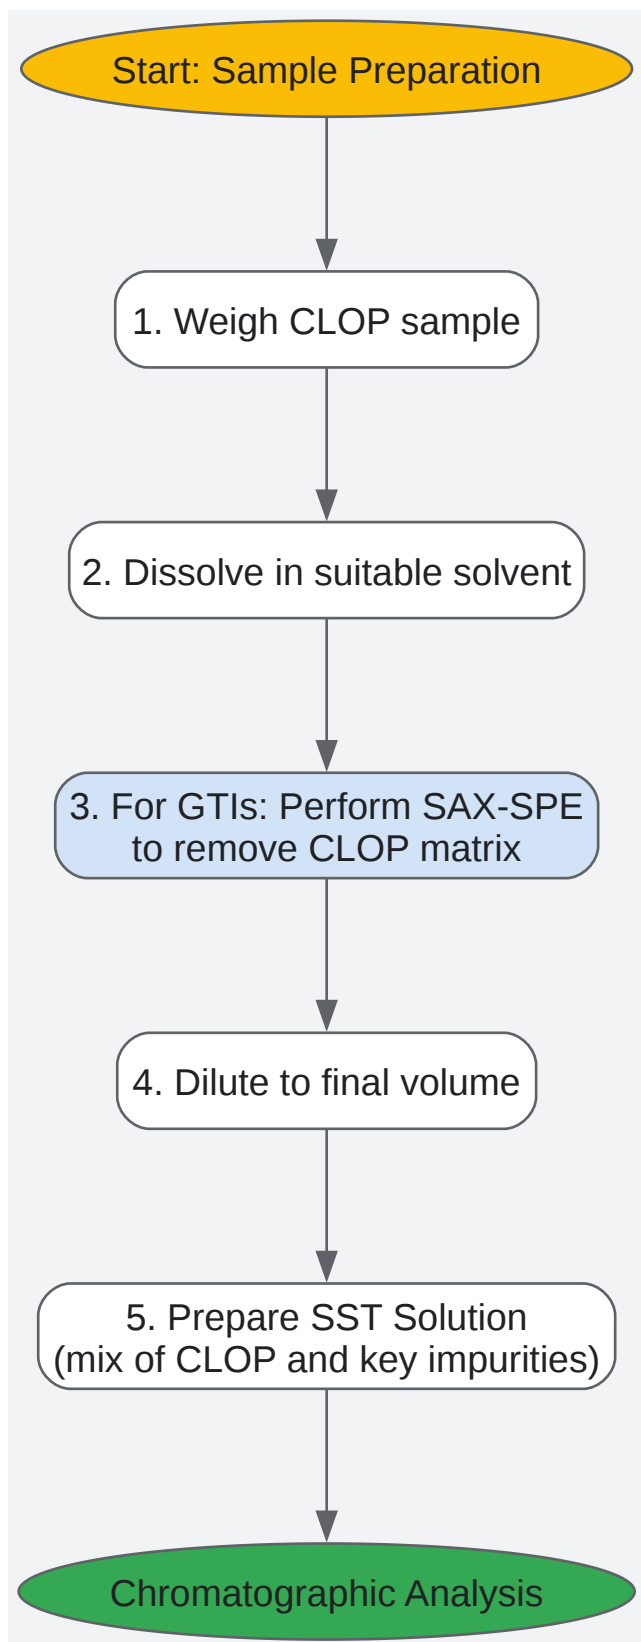 Start: Sample Preparation
1. Weigh CLOP sample
2. Dissolve in suitable solvent
3. For GTIs: Perform SAX-SPE
to remove CLOP matrix
4. Dilute to final volume
5. Prepare SST Solution
(mix of CLOP and key impurities)
Chromatographic Analysis